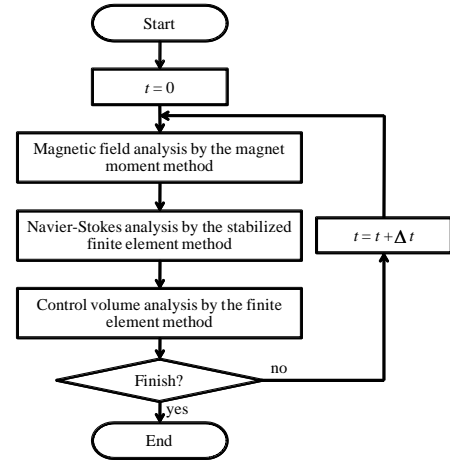 Start
t = 0
Magnetic field analysis by the magnet
moment method
Navier-Stokes analysis by the stabilized
finite element method
t = t + Δ t
Control volume analysis by the finite
element method
Finish?
no
yes
End